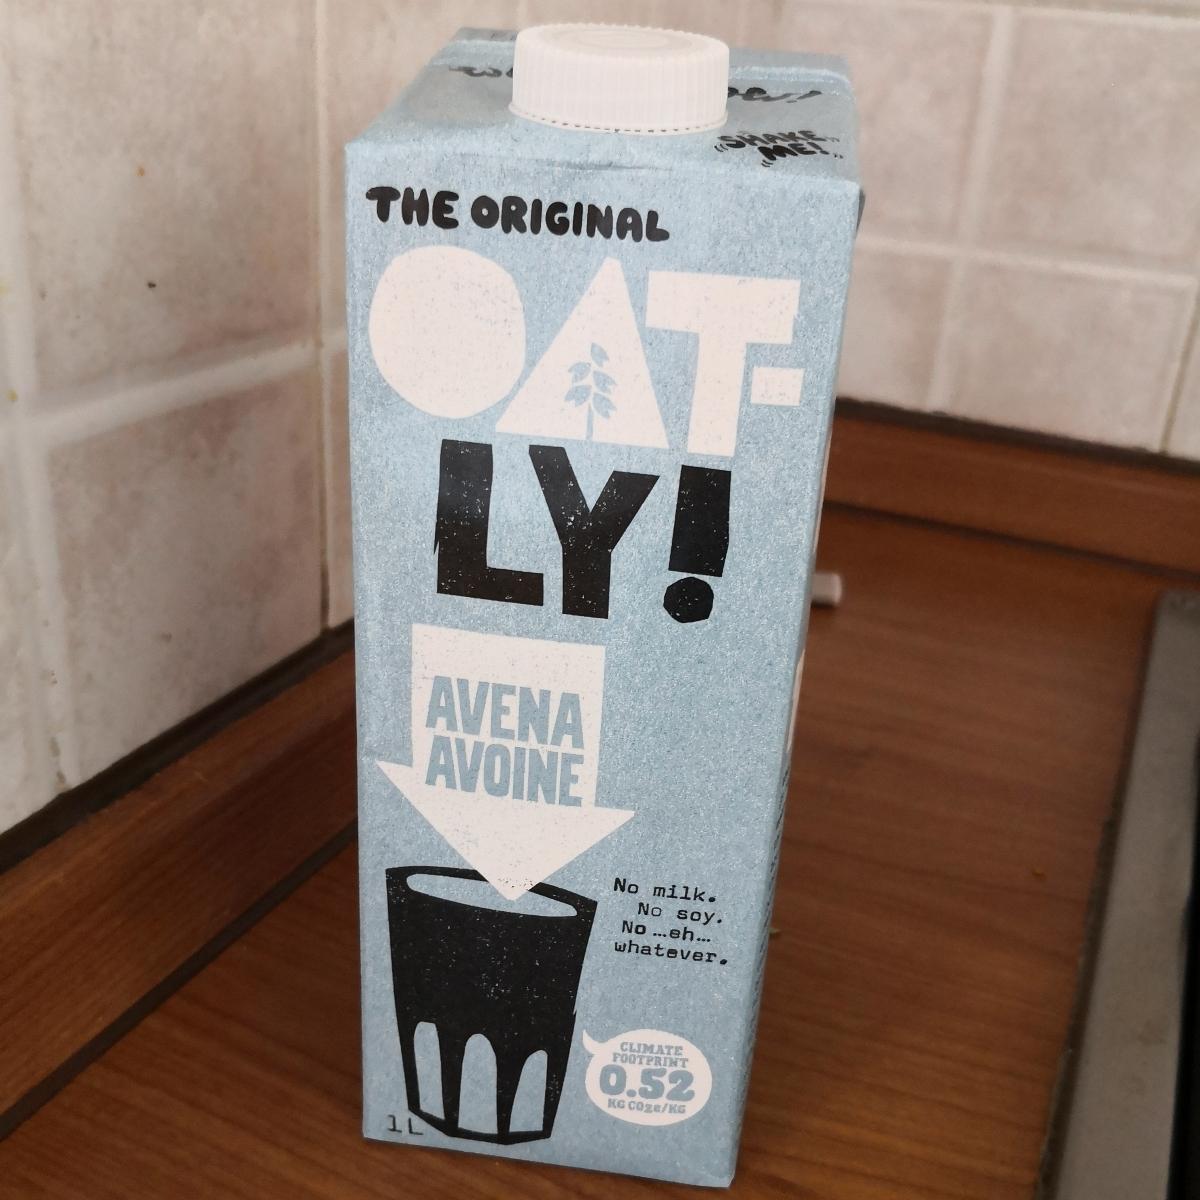 SHAKE
ME!
THE ORIGINAL
OAT-
LY!
AVENA
AVOINE
No milk.
No soy.
No ...eh...
whatever.
CLIMATE
FOOTPRINT
0.52
KG CO2e/KG
1L